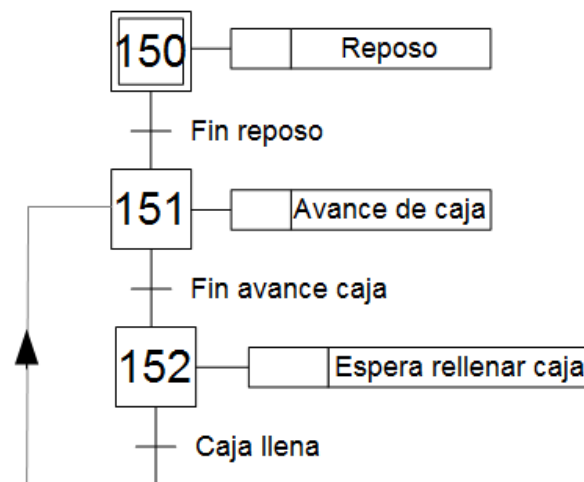 150 Reposo
Fin reposo
151 Avance de caja
Fin avance caja
152 Espera rellenar caja
Caja llena